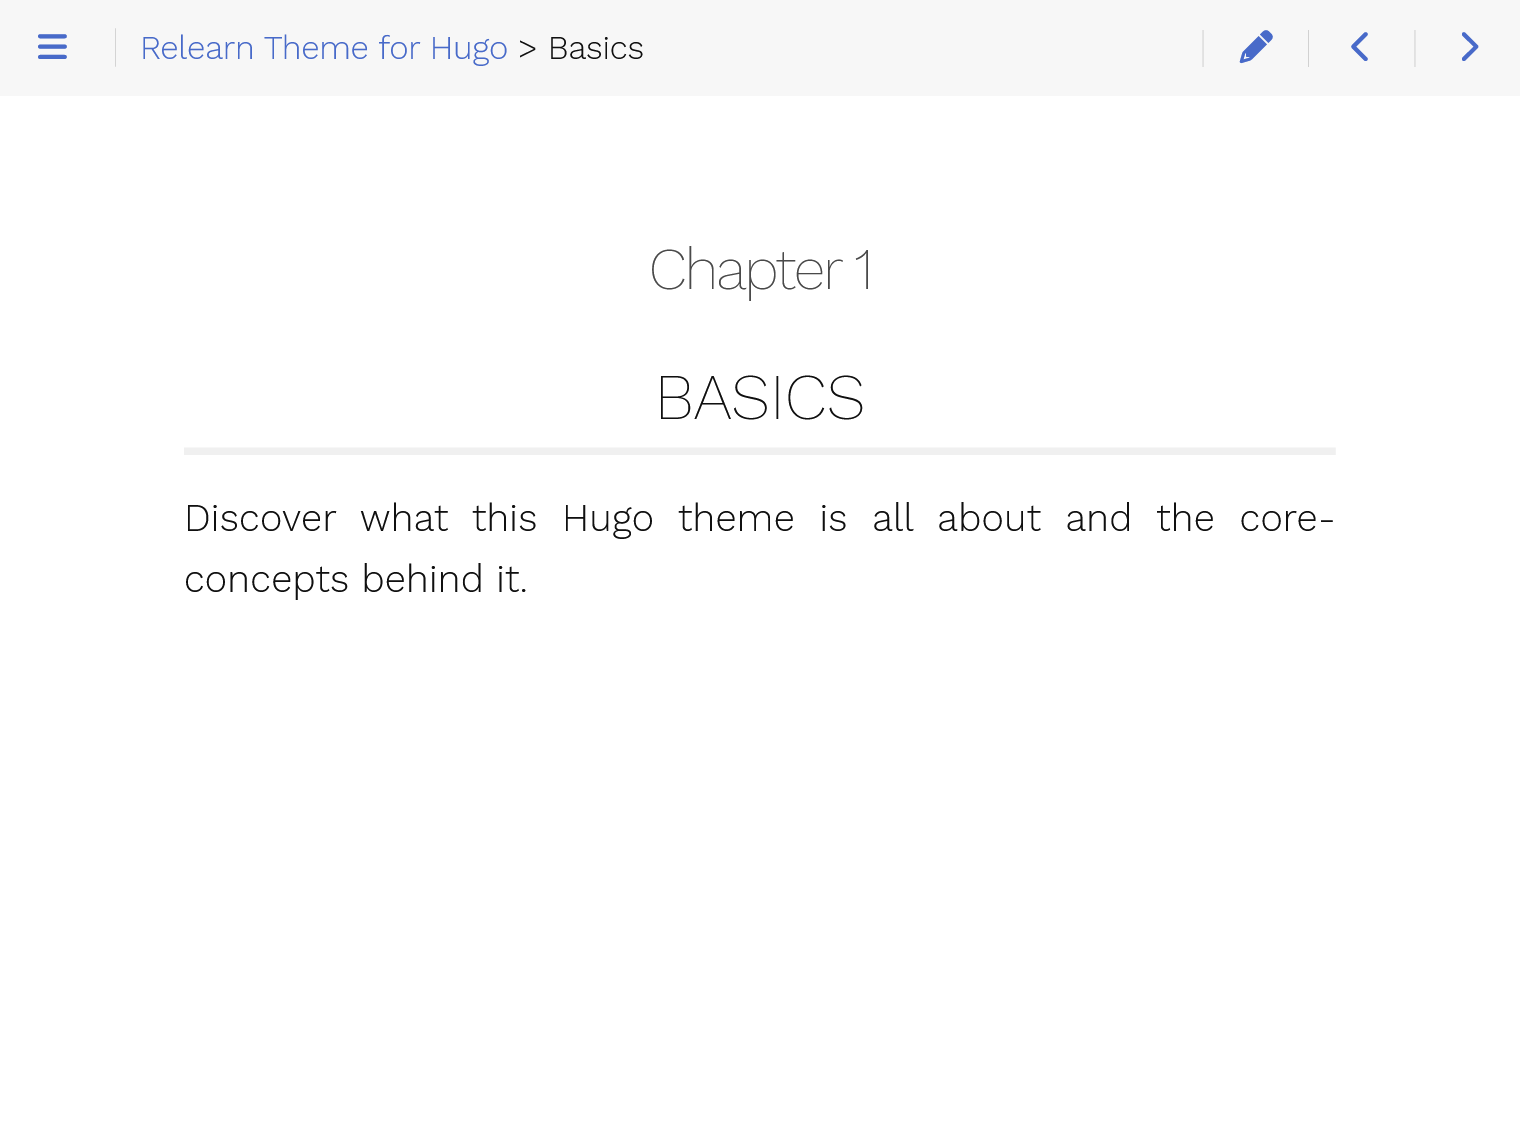 Relearn Theme for Hugo > Basics
Chapter 1
BASICS
Discover what this Hugo theme is all about and the core-
concepts behind it.